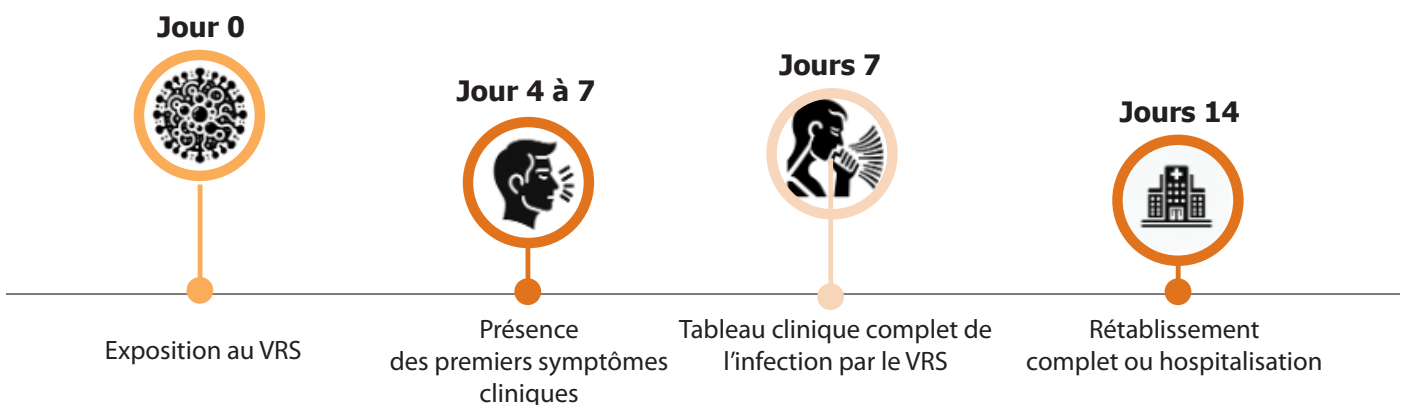 Jour 0
Exposition au VRS
Jour 4 à 7
Présence
des premiers symptômes
cliniques
Jours 7
Tableau clinique complet de
l'infection par le VRS
Jours 14
Rétablissement
complet ou hospitalisation